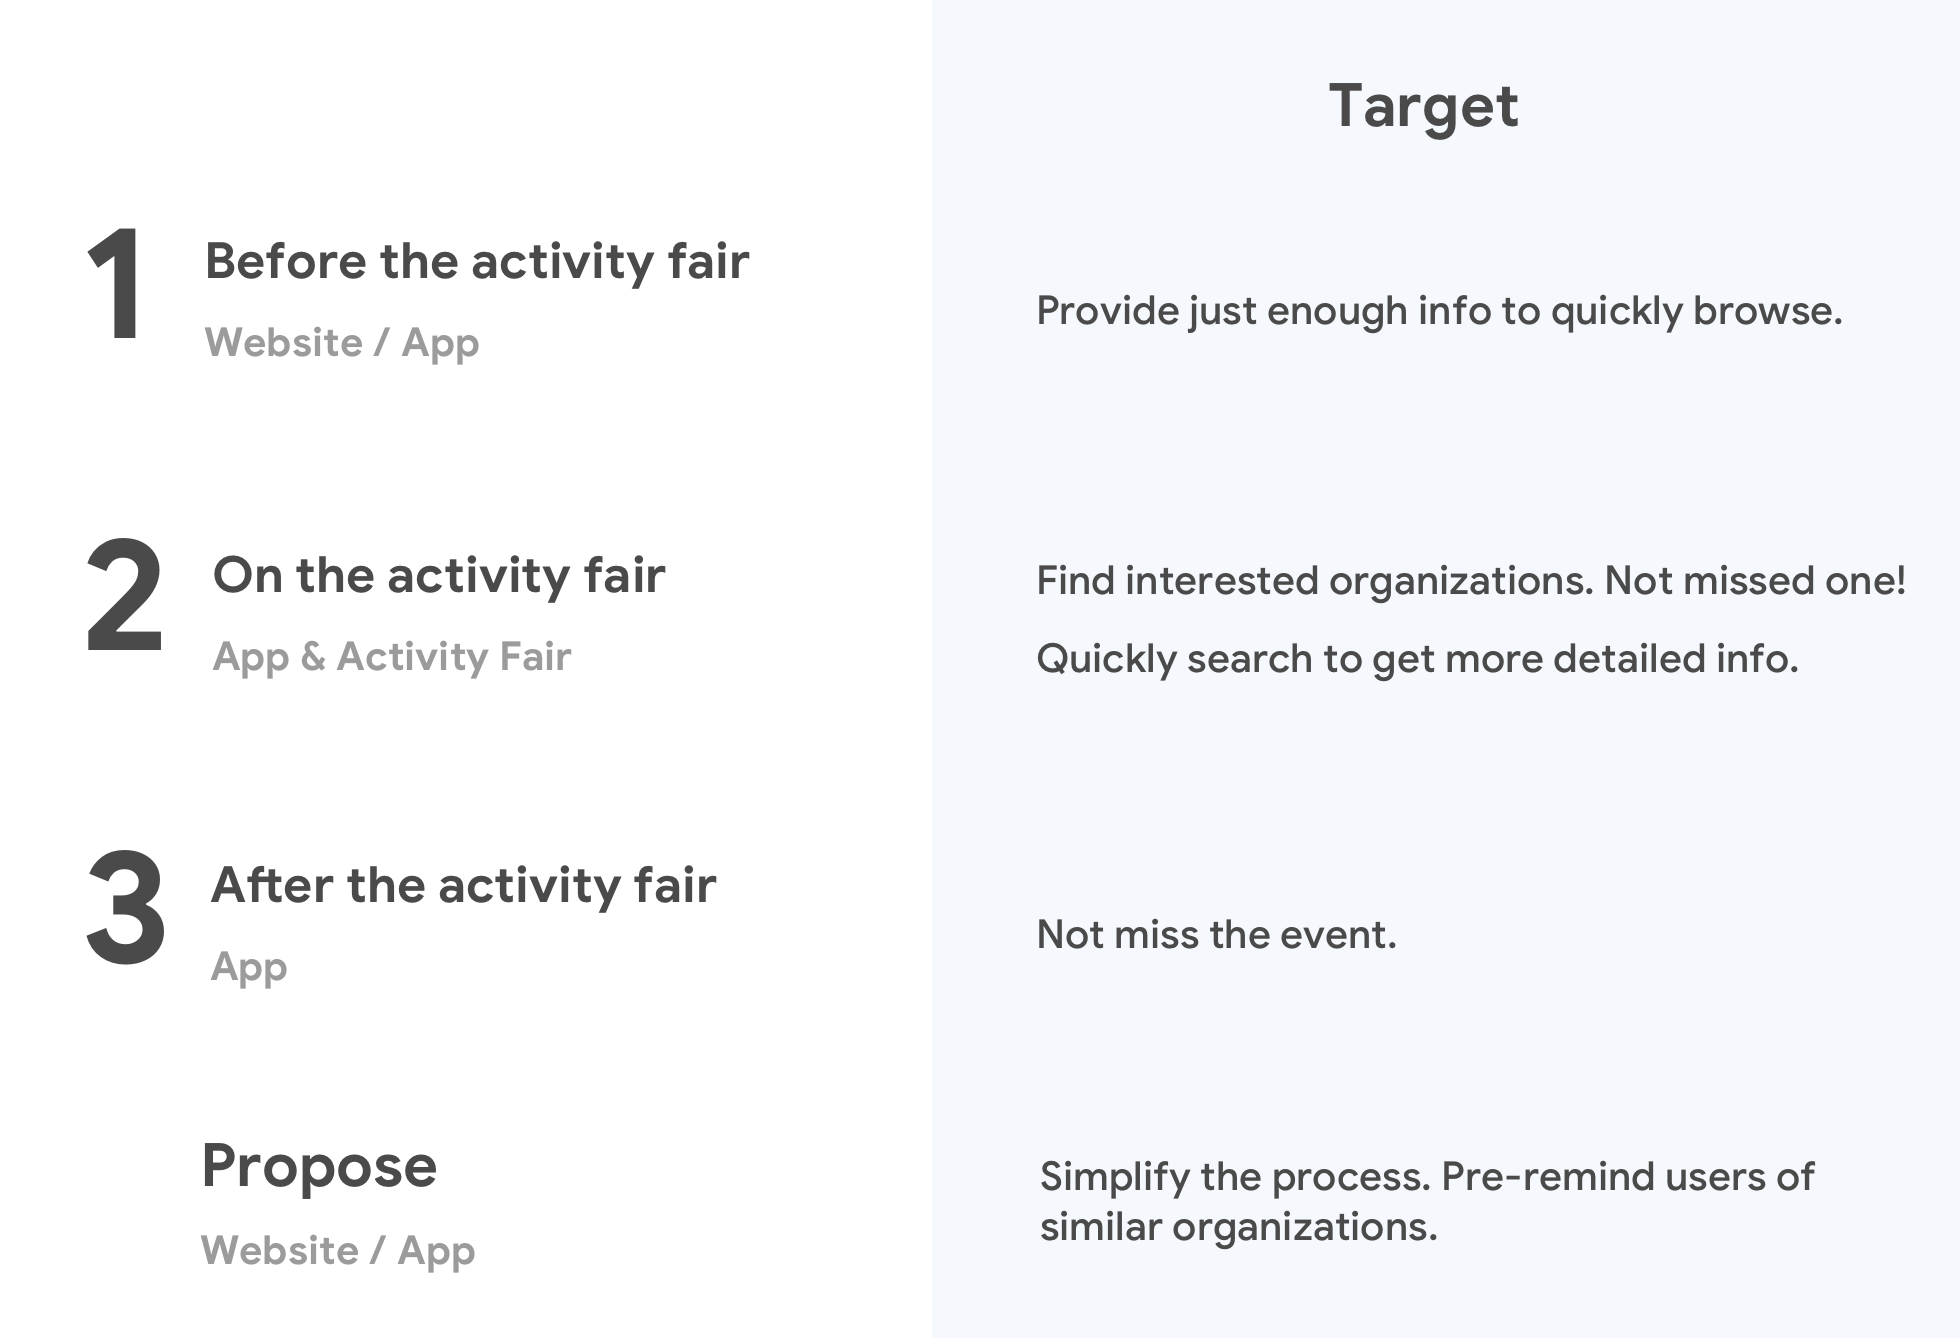 Target
1
Before the activity fair
Website / App
Provide just enough info to quickly browse.
2
On the activity fair
App & Activity Fair
Find interested organizations. Not missed one!
Quickly search to get more detailed info.
3
After the activity fair
App
Not miss the event.
Propose
Website / App
Simplify the process. Pre-remind users of
similar organizations.